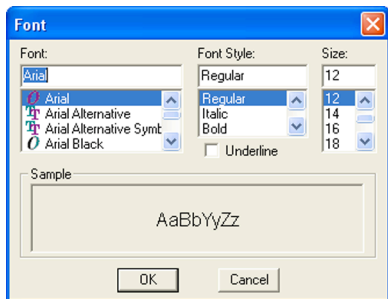 Font
Font: Font Style: Size:
Arial Regular 12
Arial Regular 12
Arial Alternative Italic 14
Arial Alternative Symb Bold 16
Arial Black 18
Underline
Sample
AaBbYyZz
OK Cancel